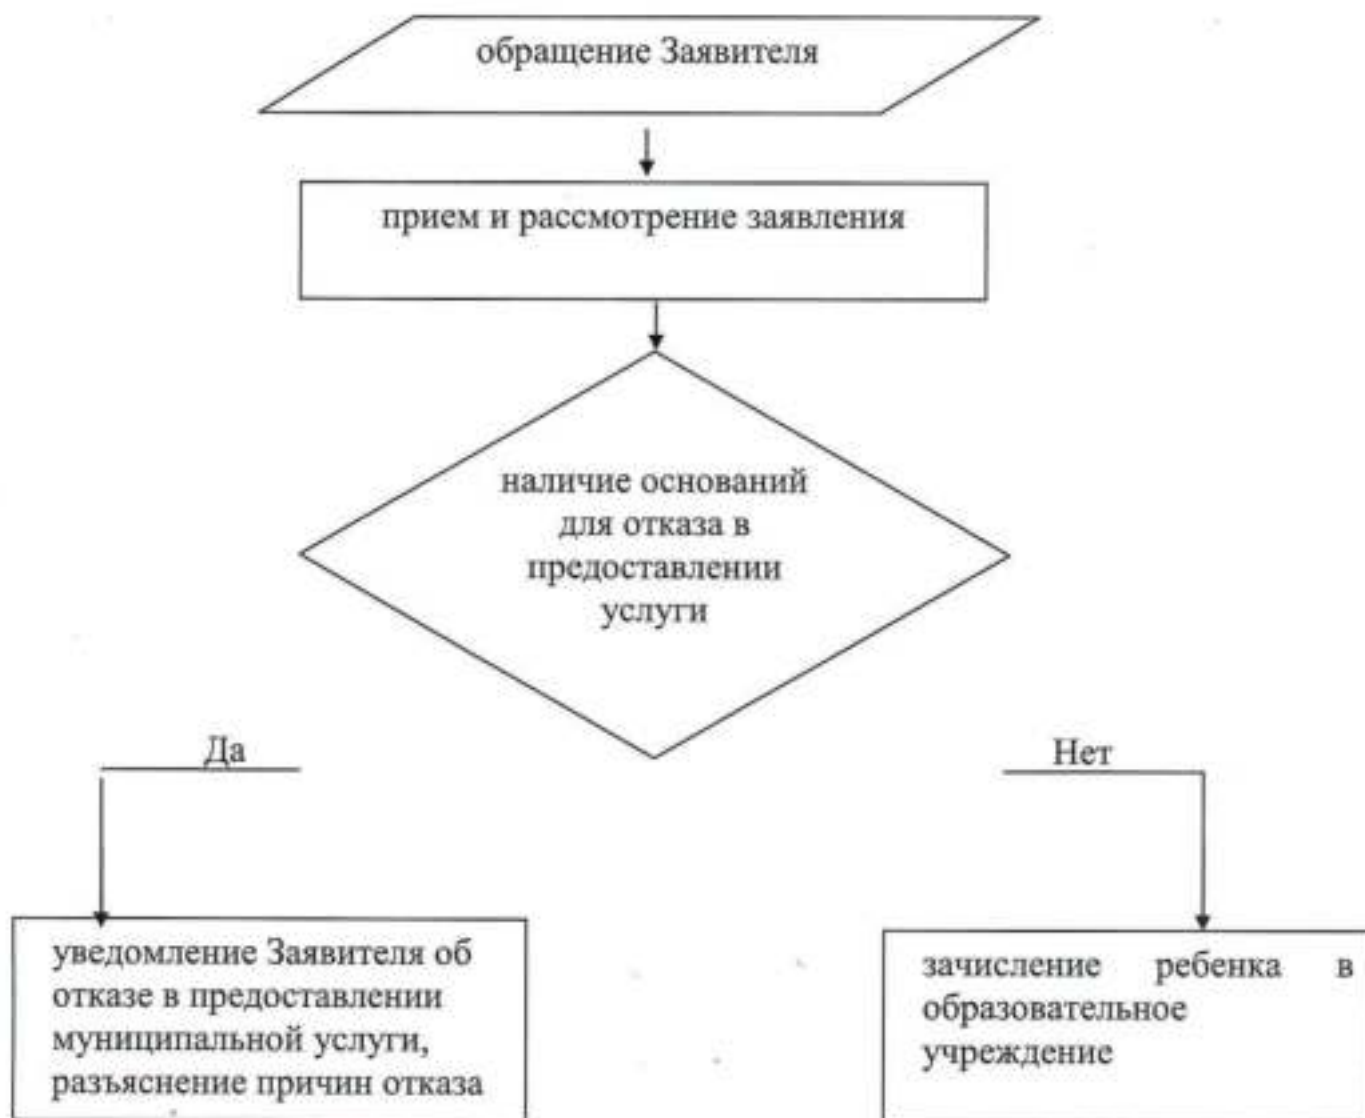 обращение Заявителя
прием и рассмотрение заявления
наличие оснований
для отказа в
предоставлении
услуги
Да
Нет
уведомление Заявителя об
отказе в предоставлении
муниципальной услуги,
разъяснение причин отказа
зачисление ребенка в
образовательное
учреждение